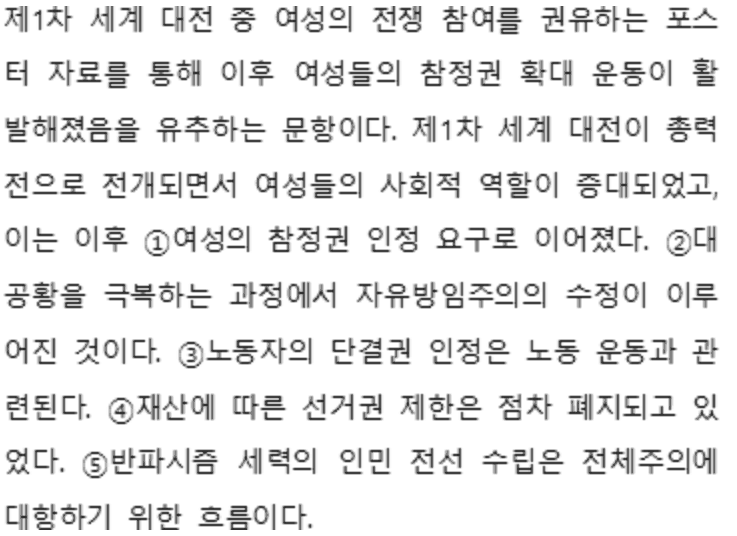 제1차 세계 대전 중 여성의 전쟁 참여를 권유하는 포스
터 자료를 통해 이후 여성들의 참정권 확대 운동이 활
발해졌음을 유추하는 문항이다. 제1차 세계 대전이 총력
전으로 전개되면서 여성들의 사회적 역할이 증대되었고,
이는 이후 ①여성의 참정권 인정 요구로 이어졌다. ②대
공황을 극복하는 과정에서 자유방임주의의 수정이 이루
어진 것이다. ③노동자의 단결권 인정은 노동 운동과 관
련된다. ④재산에 따른 선거권 제한은 점차 폐지되고 있
었다. ⑤반파시즘 세력의 인민 전선 수립은 전체주의에
대항하기 위한 흐름이다.